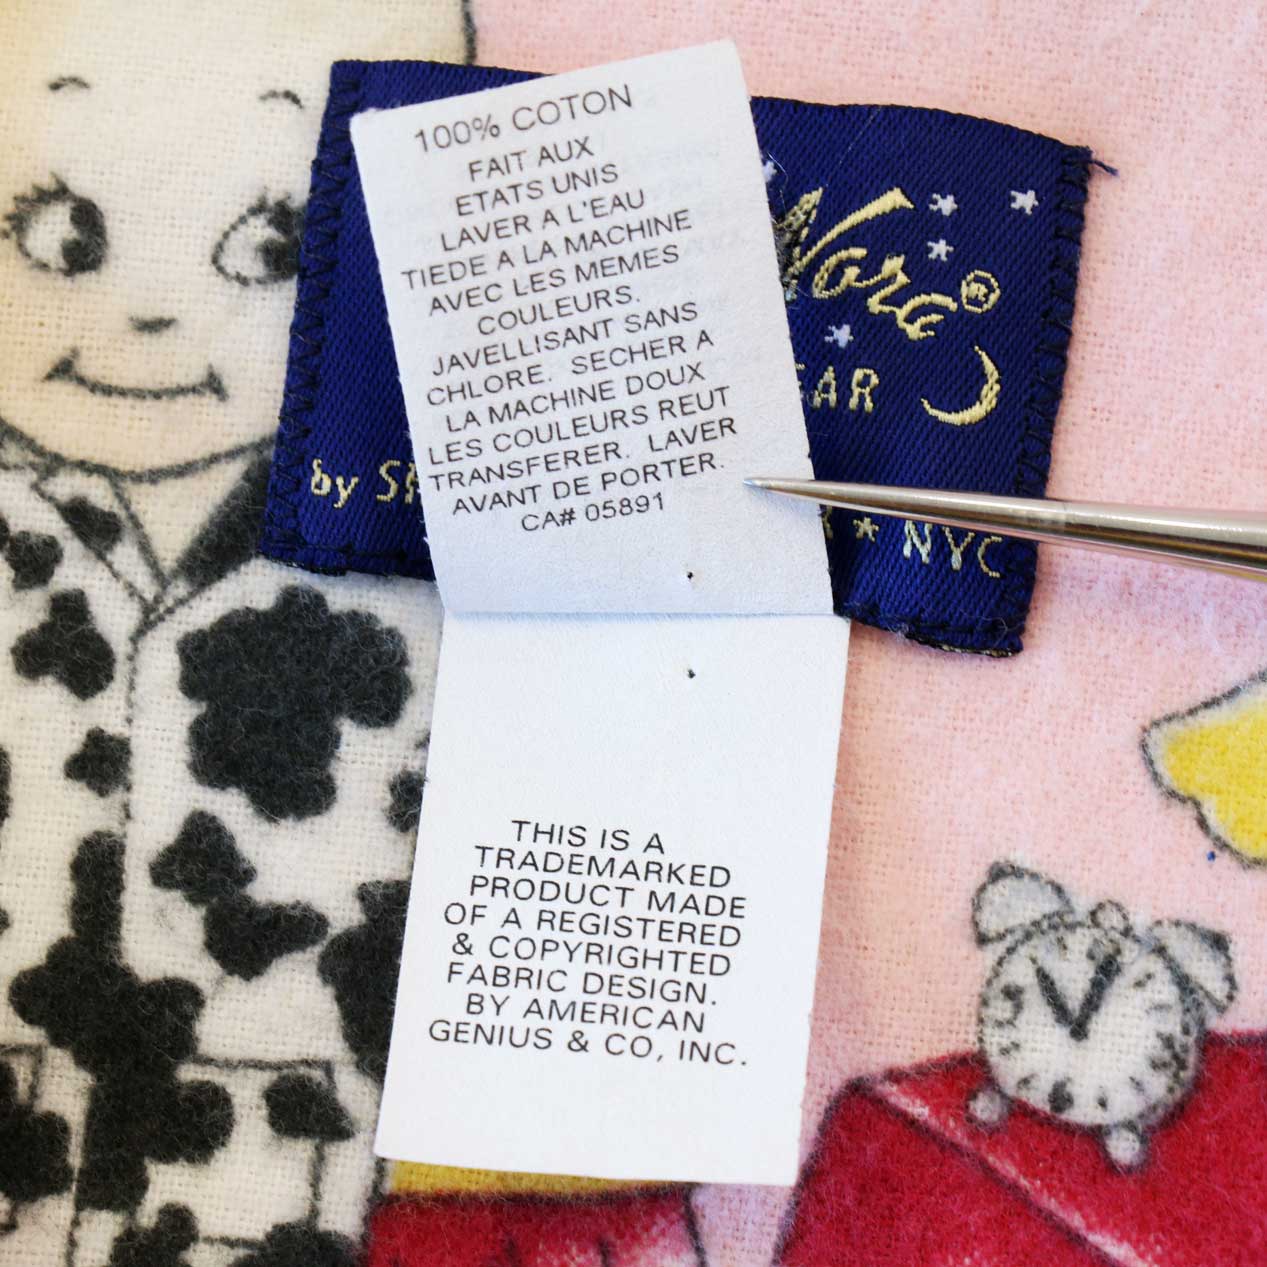 100% COTON
FAIT AUX
ETATS UNIS
LAVER A L'EAU
TIEDE A LA MACHINE
AVEC LES MEMES
COULEURS.
JAVELLISANT SANS
CHLORE. SECHER A
LA MACHINE DOUX
LES COULEURS REUT
TRANSFERER. LAVER
AVANT DE PORTER.
CA# 05891
Nora®
by
NYC
THIS IS A
TRADEMARKED
PRODUCT MADE
OF A REGISTERED
& COPYRIGHTED
FABRIC DESIGN.
BY AMERICAN
GENIUS & CO, INC.